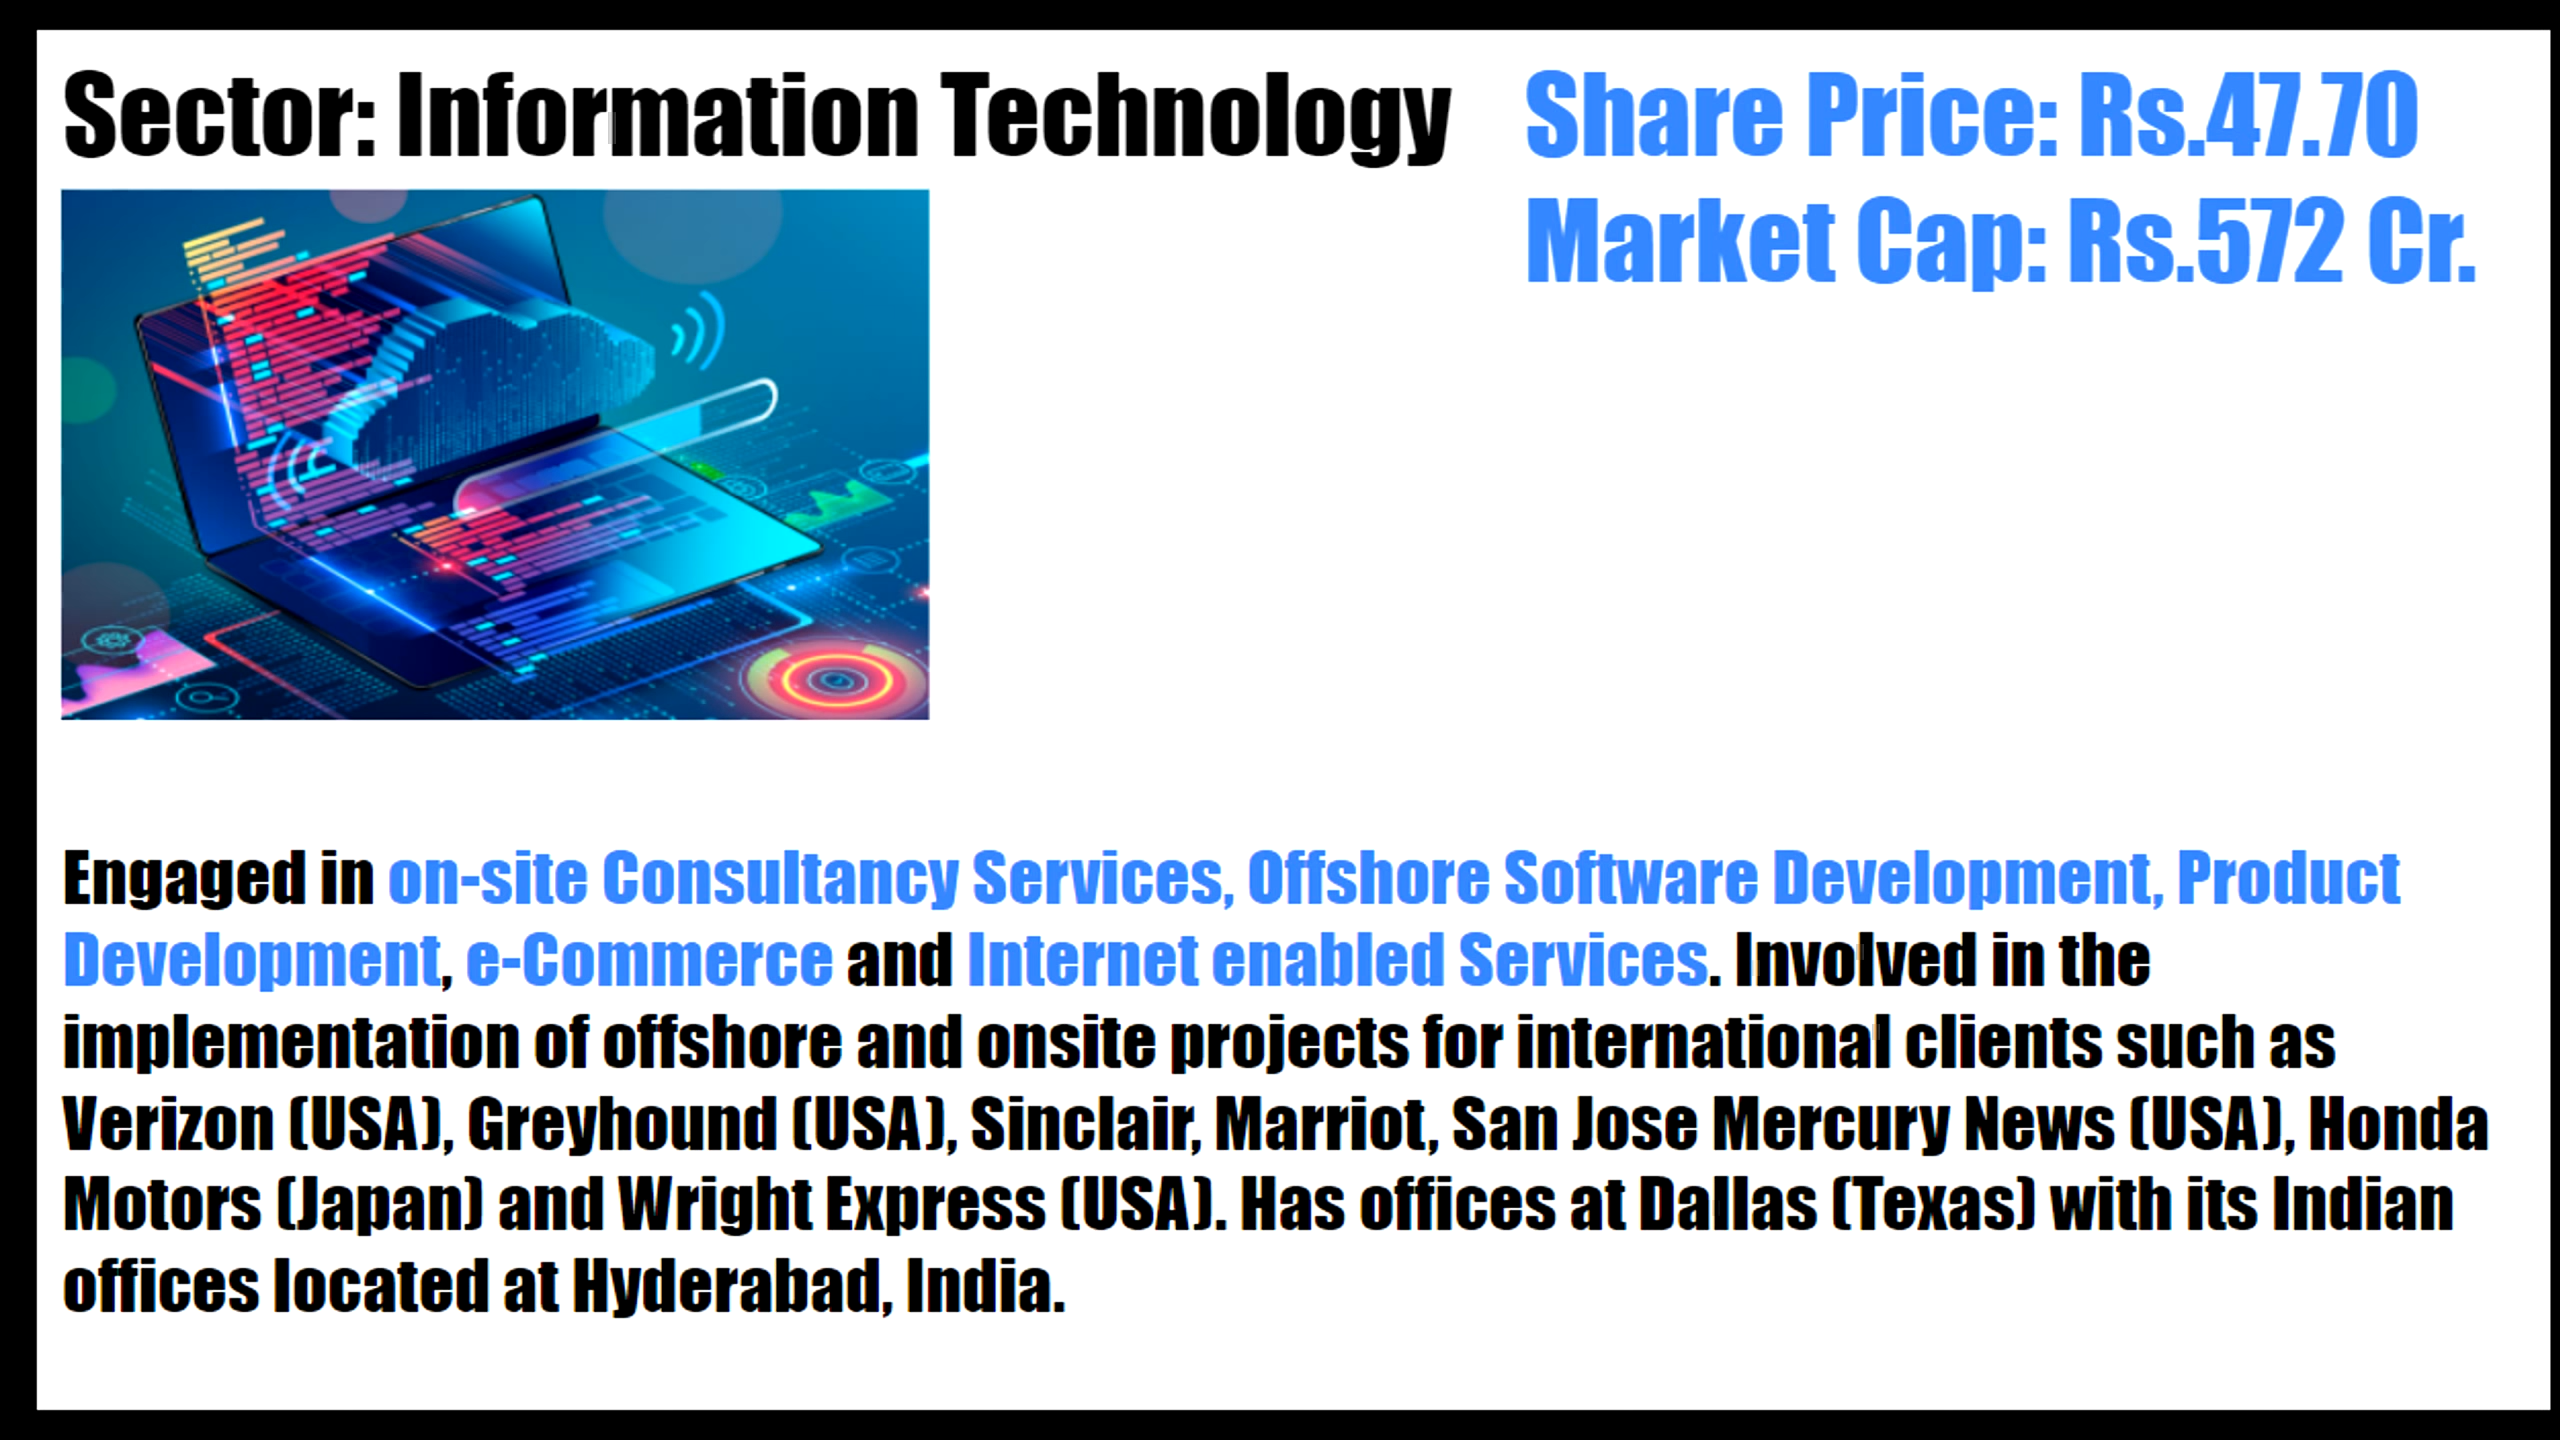 Sector: Information Technology
Share Price: Rs.47.70
Market Cap: Rs.572 Cr.
Engaged in on-site Consultancy Services, Offshore Software Development, Product
Development, e-Commerce and Internet enabled Services. Involved in the
implementation of offshore and onsite projects for international clients such as
Verizon (USA), Greyhound (USA), Sinclair, Marriot, San Jose Mercury News (USA), Honda
Motors (Japan) and Wright Express (USA). Has offices at Dallas (Texas) with its Indian
offices located at Hyderabad, India.